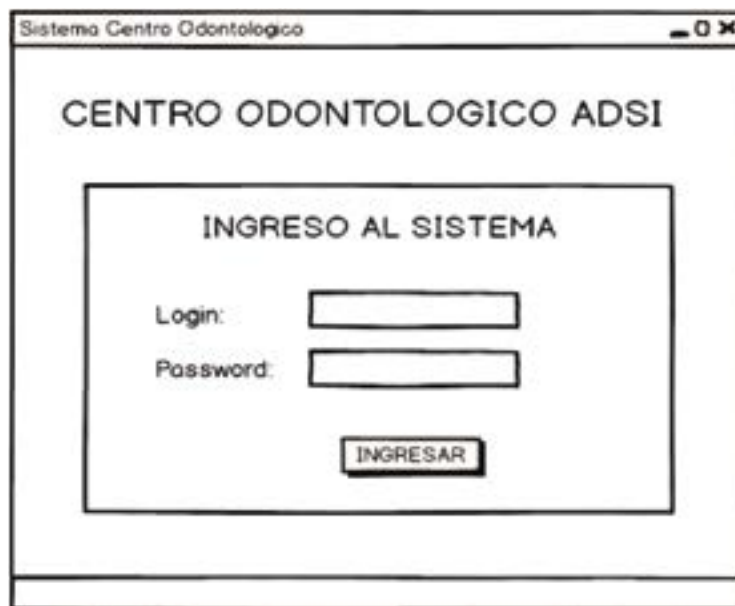 Sistema Centro Odontologico
CENTRO ODONTOLOGICO ADSI
INGRESO AL SISTEMA
Login:
Password:
INGRESAR